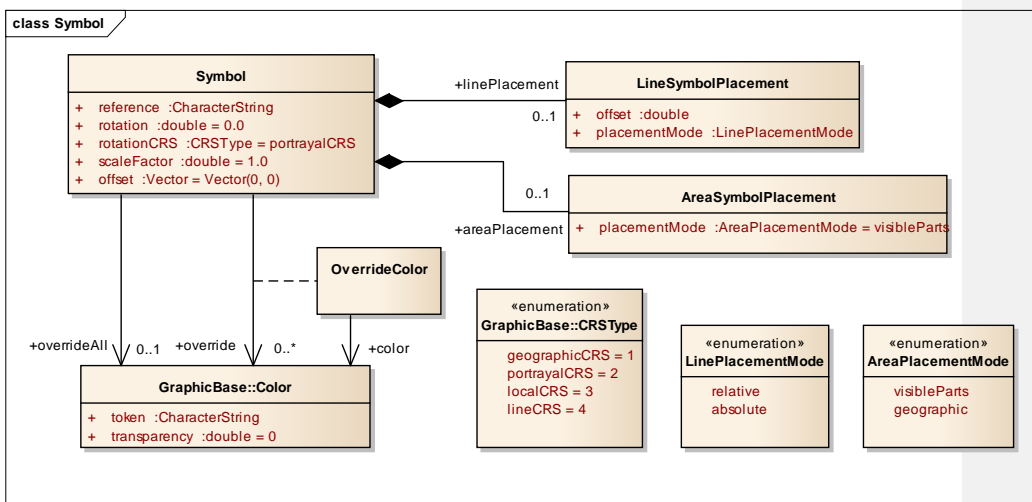 class Symbol
Symbol
+ reference :CharacterString
+ rotation :double = 0.0
+ rotationCRS :CRSType = portrayalCRS
+ scaleFactor :double = 1.0
+ offset :Vector = Vector(0, 0)
+linePlacement
0..1
LineSymbolPlacement
+ offset :double
+ placementMode :LinePlacementMode
0..1
+areaPlacement
AreaSymbolPlacement
+ placementMode :AreaPlacementMode = visibleParts
OverrideColor
+overrideAll
0..1
+override
0..*
+color
GraphicBase::Color
+ token :CharacterString
+ transparency :double = 0
«enumeration»
GraphicBase::CRSType
geographicCRS = 1
portrayalCRS = 2
localCRS = 3
lineCRS = 4
«enumeration»
LinePlacementMode
relative
absolute
«enumeration»
AreaPlacementMode
visibleParts
geographic